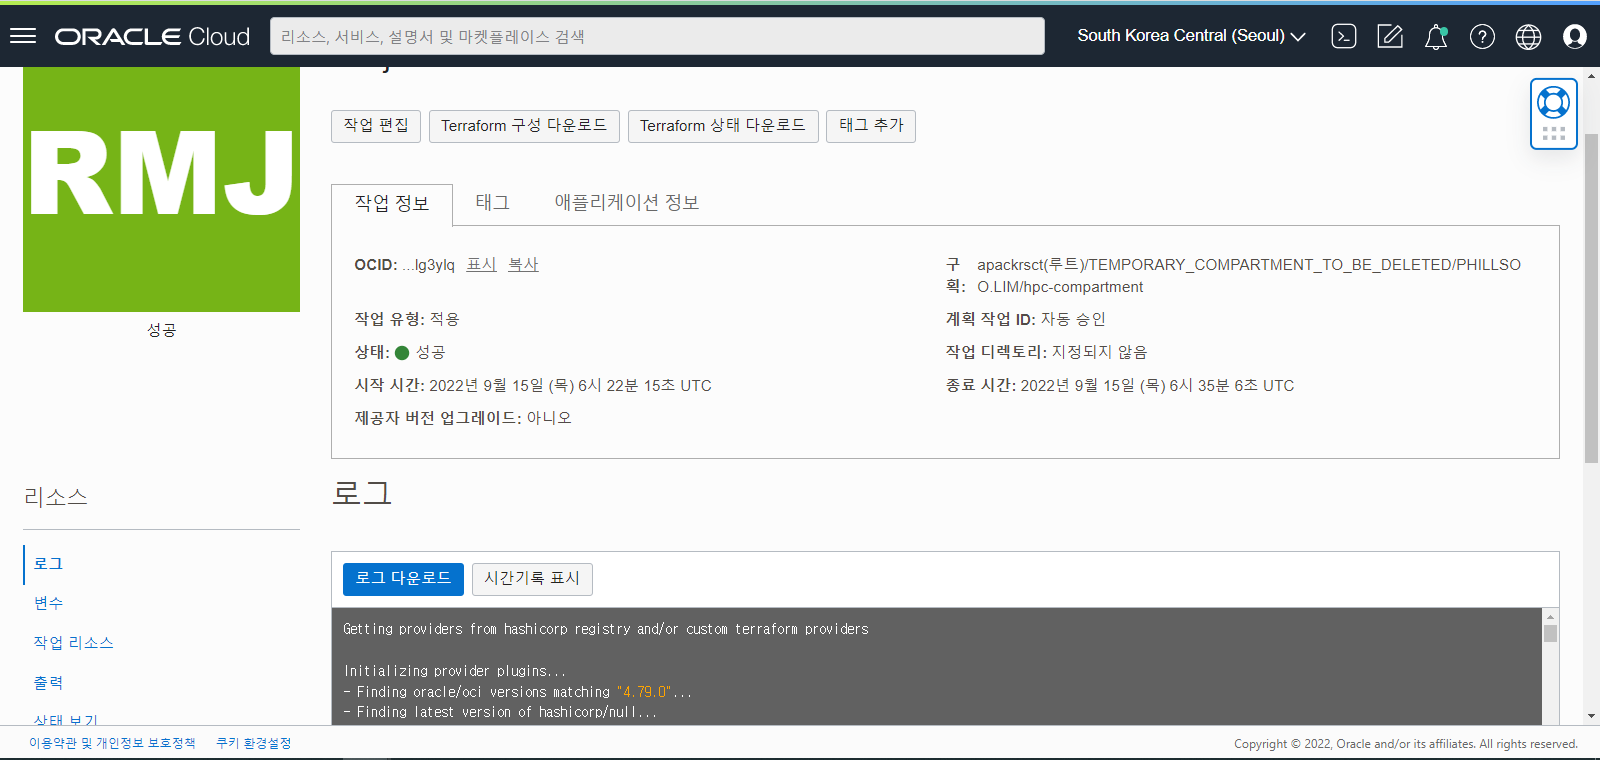 ORACLE Cloud
리소스, 서비스, 설명서 및 마켓플레이스 검색
South Korea Central (Seoul)
RMJ
성공
작업 편집
Terraform 구성 다운로드
Terraform 상태 다운로드
태그 추가
작업 정보
태그
애플리케이션 정보
OCID: ...lg3ylq 표시 복사
구획: apackrsct(루트)/TEMPORARY_COMPARTMENT_TO_BE_DELETED/PHILLSO
O.LIM/hpc-compartment
작업 유형: 적용
계획 작업 ID: 자동 승인
상태: 성공
작업 디렉토리: 지정되지 않음
시작 시간: 2022년 9월 15일 (목) 6시 22분 15초 UTC
종료 시간: 2022년 9월 15일 (목) 6시 35분 6초 UTC
제공자 버전 업그레이드: 아니오
리소스
로그
변수
작업 리소스
출력
상태 보기
로그
로그 다운로드
시간기록 표시
Getting providers from hashicorp registry and/or custom terraform providers
Initializing provider plugins...
- Finding oracle/oci versions matching "4.79.0"...
- Finding latest version of hashicorp/null...
이용약관 및 개인정보 보호정책
쿠키 환경설정
Copyright © 2022, Oracle and/or its affiliates. All rights reserved.